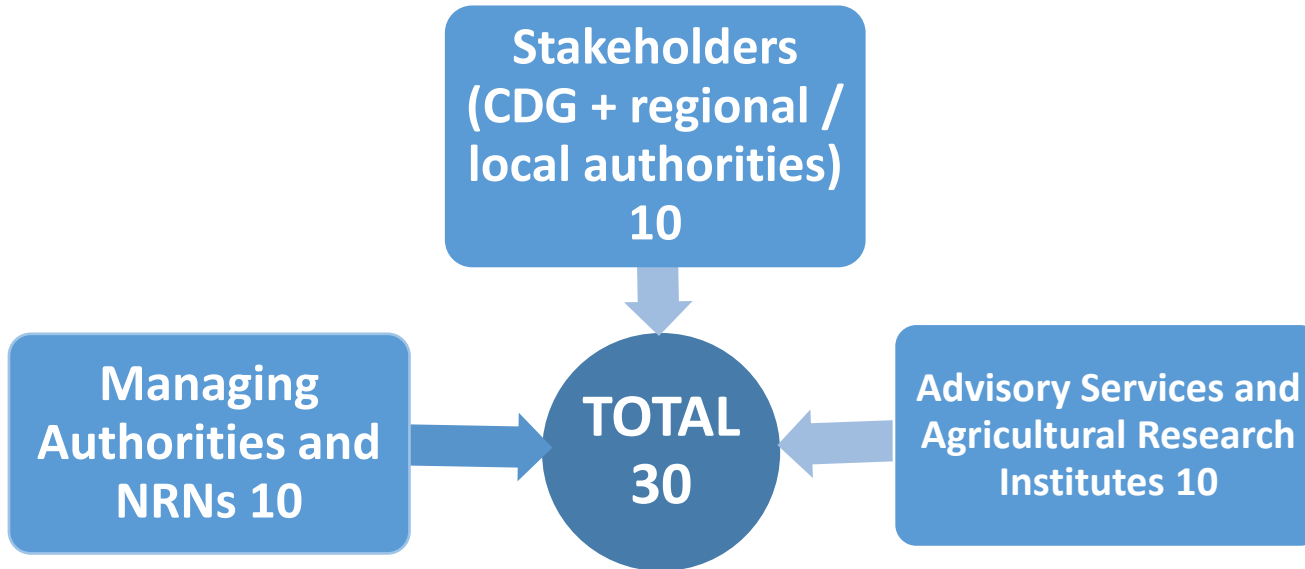 Stakeholders
(CDG + regional /
local authorities)
10
Managing
Authorities and
NRNs 10
TOTAL
30
Advisory Services and
Agricultural Research
Institutes 10